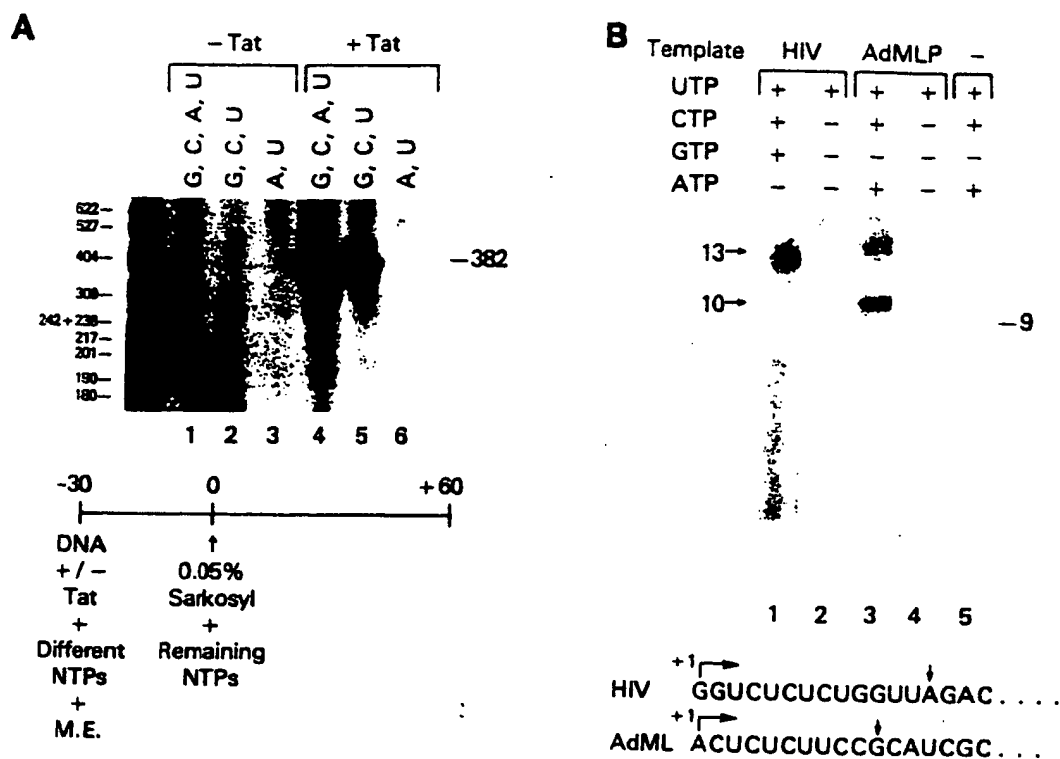 A
– Tat
+ Tat
G, C, A, U
G, C, U
A, U
G, C, A, U
G, C, U
A, U
622–
527–
404–
309–
242+238–
217–
201–
190–
180–
–382
1 2 3 4 5 6
-30 0 +60
DNA
+ / –
Tat
+
Different
NTPs
+
M.E.
↑
0.05%
Sarkosyl
+
Remaining
NTPs
B
Template HIV AdMLP –
UTP + + + + +
CTP + – + – +
GTP + – – – –
ATP – – + – +
13→
10→
–9
1 2 3 4 5
+1
HIV GGUCUCUCUGGUUAGAC . . . .
+1
AdML ACUCUCUUCCGCAUCGC . . .